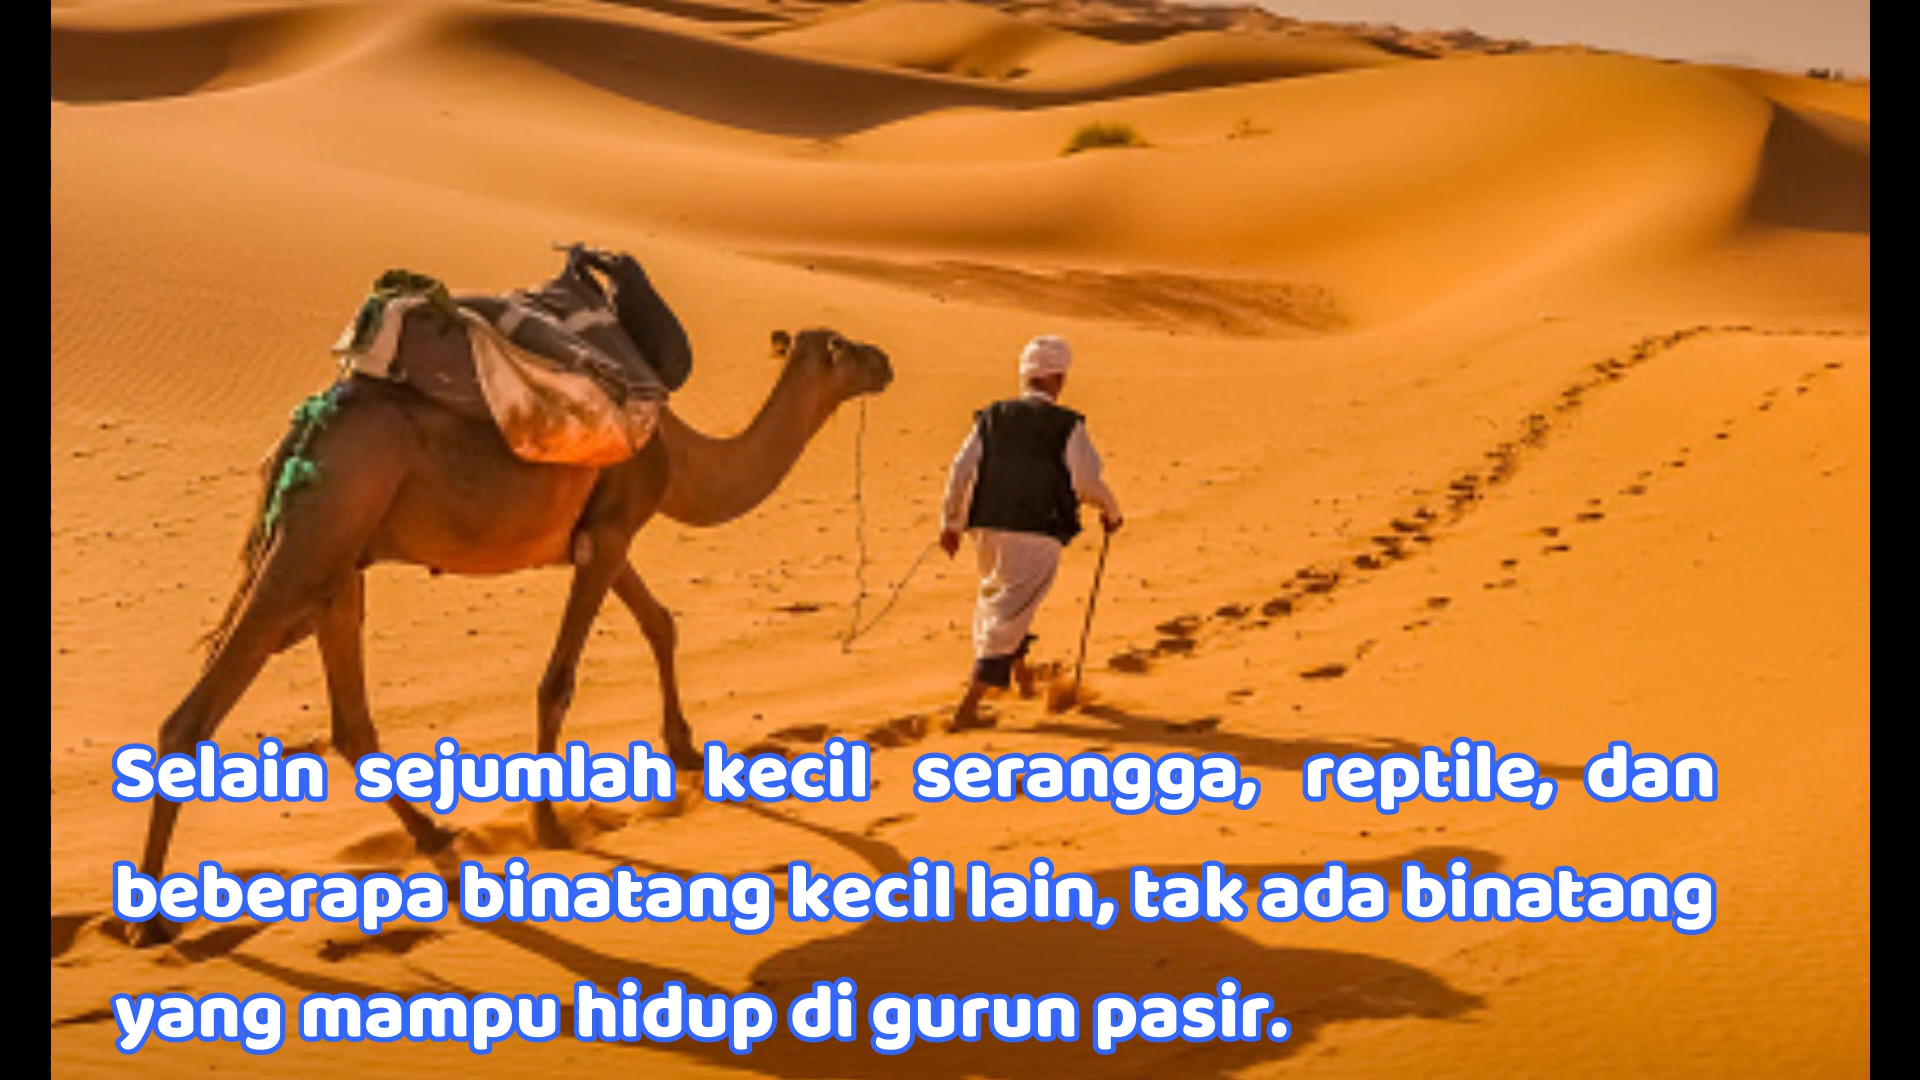 Selain sejumlah kecil serangga, reptile, dan
beberapa binatang kecil lain, tak ada binatang
yang mampu hidup di gurun pasir.